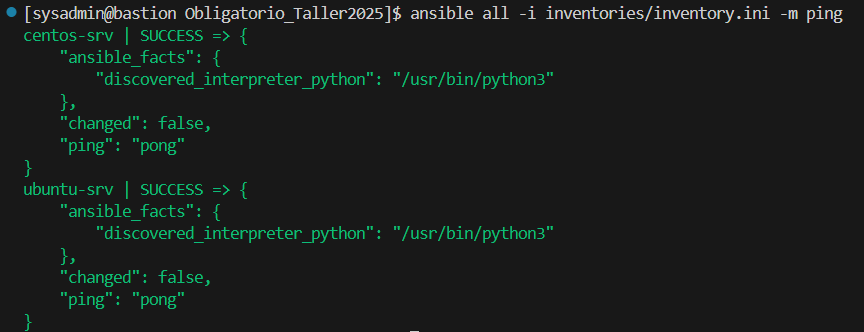 [sysadmin@bastion Obligatorio_Taller2025]$ ansible all -i inventories/inventory.ini -m ping
centos-srv | SUCCESS => {
    "ansible_facts": {
        "discovered_interpreter_python": "/usr/bin/python3"
    },
    "changed": false,
    "ping": "pong"
}
ubuntu-srv | SUCCESS => {
    "ansible_facts": {
        "discovered_interpreter_python": "/usr/bin/python3"
    },
    "changed": false,
    "ping": "pong"
}